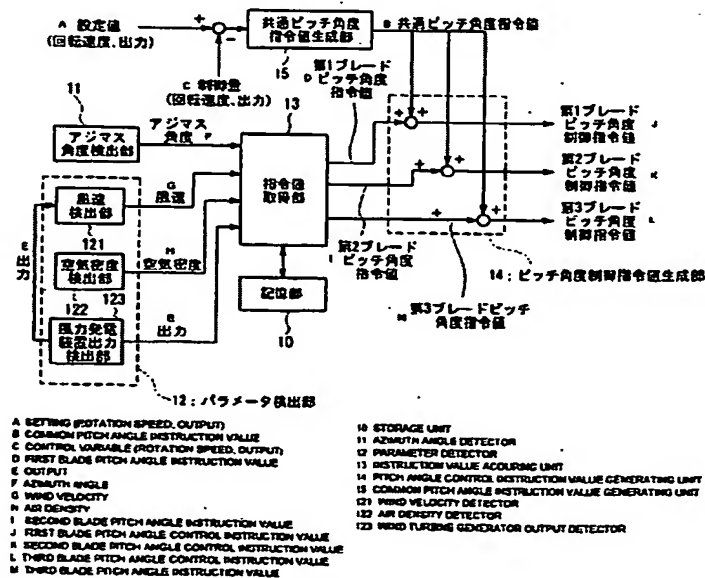 A 設定値
(回転速度、出力)
+
-
共通ピッチ角度
指令値生成部
15
B 共通ピッチ角度指令値
C 制御量
(回転速度、出力)
第1ブレード
D ピッチ角度
指令値
11
アジマス
角度検出部
アジマス
角度 F
13
指令値
取得部
+
+
第1ブレード
ピッチ角度 J
制御指令値
+
+
第2ブレード
ピッチ角度 K
制御指令値
+
+
第3ブレード
ピッチ角度 L
制御指令値
風速
検出部
121
G
風速
E
出力
空気密度
検出部
122
H
空気密度
123
風力発電
装置出力
検出部
E
出力
記憶部
10
第2ブレード
I ピッチ角度
指令値
14:ピッチ角度制御指令値生成部
M 第3ブレードピッチ
角度指令値
12:パラメータ検出部
A SETTING (ROTATION SPEED, OUTPUT)
B COMMON PITCH ANGLE INSTRUCTION VALUE
C CONTROL VARIABLE (ROTATION SPEED, OUTPUT)
D FIRST BLADE PITCH ANGLE INSTRUCTION VALUE
E OUTPUT
F AZIMUTH ANGLE
G WIND VELOCITY
H AIR DENSITY
I SECOND BLADE PITCH ANGLE INSTRUCTION VALUE
J FIRST BLADE PITCH ANGLE CONTROL INSTRUCTION VALUE
K SECOND BLADE PITCH ANGLE CONTROL INSTRUCTION VALUE
L THIRD BLADE PITCH ANGLE CONTROL INSTRUCTION VALUE
M THIRD BLADE PITCH ANGLE INSTRUCTION VALUE
10 STORAGE UNIT
11 AZIMUTH ANGLE DETECTOR
12 PARAMETER DETECTOR
13 INSTRUCTION VALUE ACQUIRING UNIT
14 PITCH ANGLE CONTROL INSTRUCTION VALUE GENERATING UNIT
15 COMMON PITCH ANGLE INSTRUCTION VALUE GENERATING UNIT
121 WIND VELOCITY DETECTOR
122 AIR DENSITY DETECTOR
123 WIND TURBINE GENERATOR OUTPUT DETECTOR